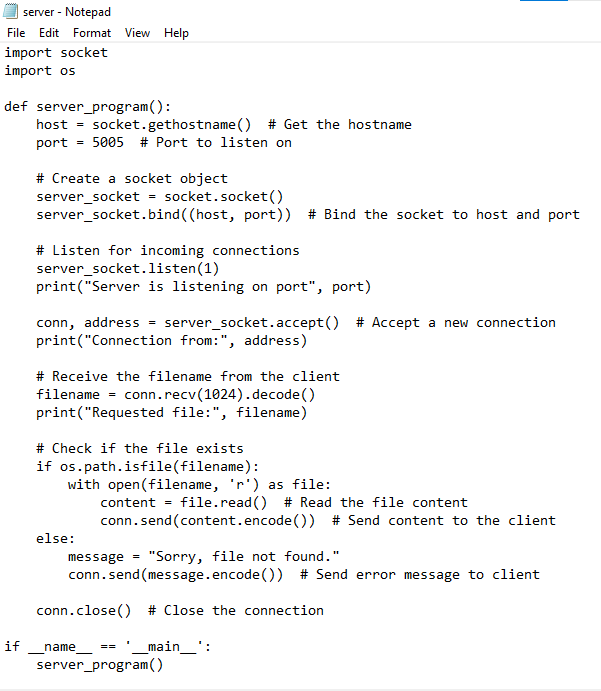 server - Notepad
File Edit Format View Help
import socket
import os

def server_program():
    host = socket.gethostname()  # Get the hostname
    port = 5005  # Port to listen on

    # Create a socket object
    server_socket = socket.socket()
    server_socket.bind((host, port))  # Bind the socket to host and port

    # Listen for incoming connections
    server_socket.listen(1)
    print("Server is listening on port", port)

    conn, address = server_socket.accept()  # Accept a new connection
    print("Connection from:", address)

    # Receive the filename from the client
    filename = conn.recv(1024).decode()
    print("Requested file:", filename)

    # Check if the file exists
    if os.path.isfile(filename):
        with open(filename, 'r') as file:
            content = file.read()  # Read the file content
            conn.send(content.encode())  # Send content to the client
    else:
        message = "Sorry, file not found."
        conn.send(message.encode())  # Send error message to client

    conn.close()  # Close the connection

if __name__ == '__main__':
    server_program()